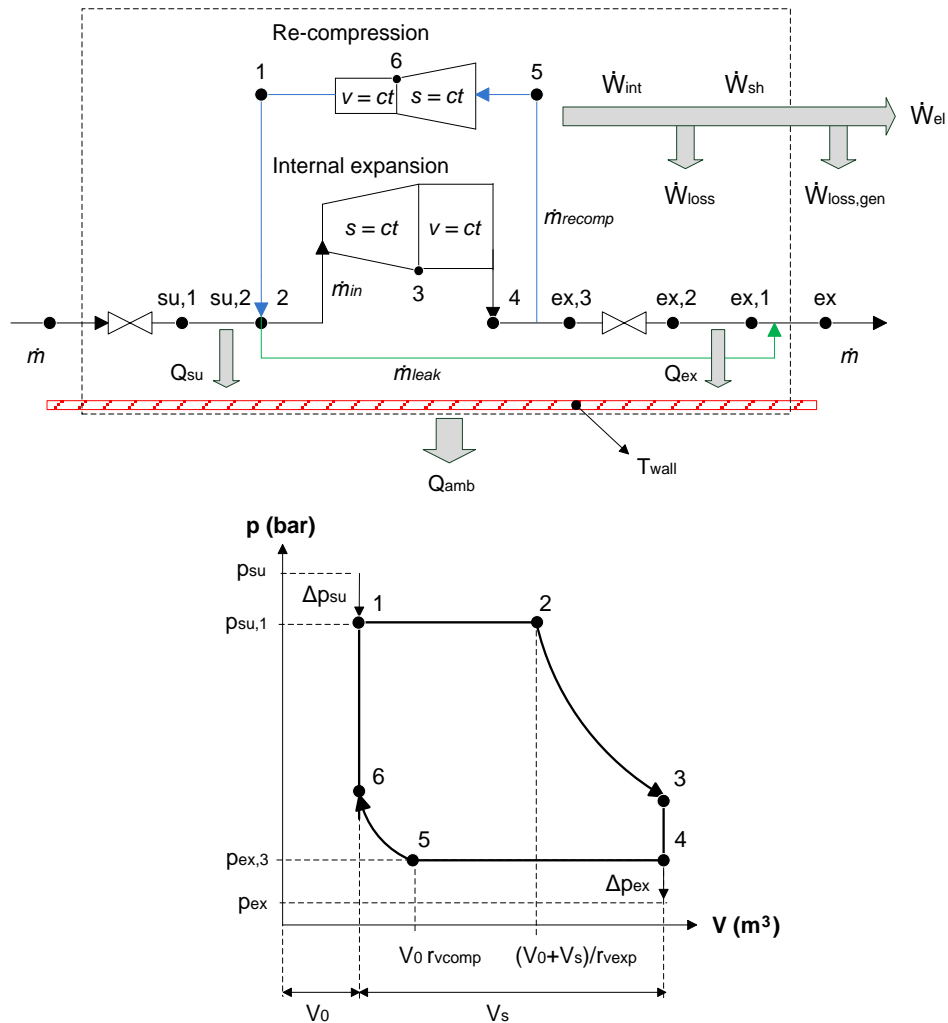 Re-compression
1
6
5
v = ct
s = ct
Ẇint
Ẇsh
Ẇel
Internal expansion
Ẇloss
Ẇloss,gen
s = ct
v = ct
ṁrecomp
ṁin
su,1
su,2
2
3
4
ex,3
ex,2
ex,1
ex
ṁ
Qsu
ṁleak
Qex
ṁ
Twall
Qamb
p (bar)
psu
Δpsu
1
2
psu,1
6
3
5
4
pex,3
Δpex
pex
V (m³)
V0 rvcomp
(V0+Vs)/rvexp
V0
Vs